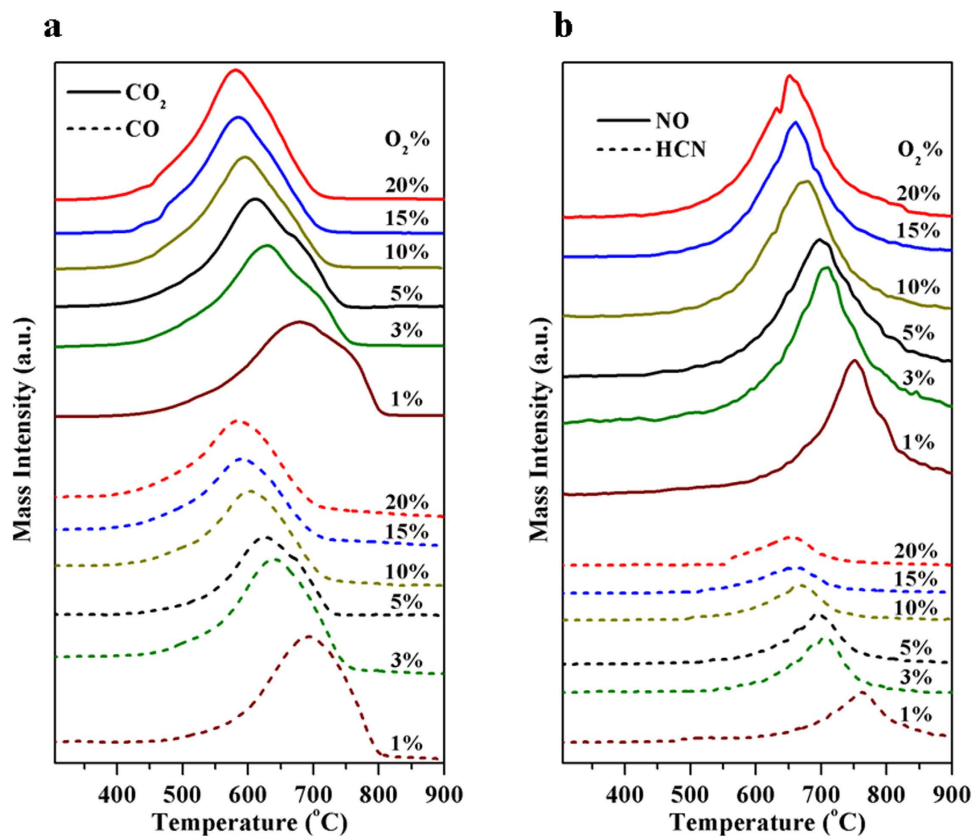 a
CO₂
CO
O₂%
20%
15%
10%
5%
3%
1%
20%
15%
10%
5%
3%
1%
Mass Intensity (a.u.)
400 500 600 700 800 900
Temperature (°C)
b
NO
HCN
O₂%
20%
15%
10%
5%
3%
1%
20%
15%
10%
5%
3%
1%
Mass Intensity (a.u.)
400 500 600 700 800 900
Temperature (°C)